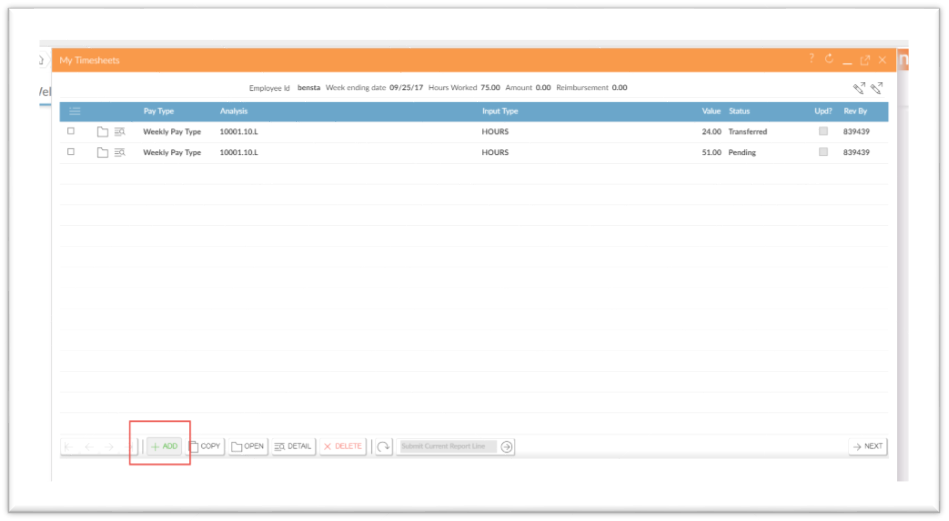 My Timesheets
Employee Id bensta Week ending date 09/25/17 Hours Worked 75.00 Amount 0.00 Reimbursement 0.00
Pay Type Analysis Input Type Value Status Upd? Rev By
Weekly Pay Type 10001.10.L HOURS 24.00 Transferred 839439
Weekly Pay Type 10001.10.L HOURS 51.00 Pending 839439
ADD COPY OPEN DETAIL DELETE Submit Current Report Line NEXT